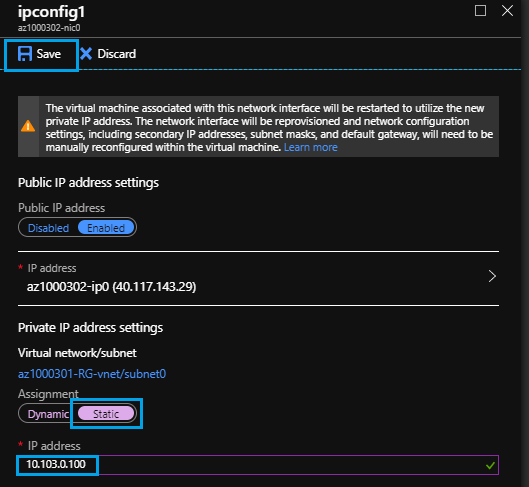 ipconfig1
az1000302-nic0
Save Discard
The virtual machine associated with this network interface will be restarted to utilize the new
private IP address. The network interface will be reprovisioned and network configuration
settings, including secondary IP addresses, subnet masks, and default gateway, will need to be
manually reconfigured within the virtual machine. Learn more
Public IP address settings
Public IP address
Disabled Enabled
* IP address
az1000302-ip0 (40.117.143.29)
Private IP address settings
Virtual network/subnet
az1000301-RG-vnet/subnet0
Assignment
Dynamic Static
* IP address
10.103.0.100